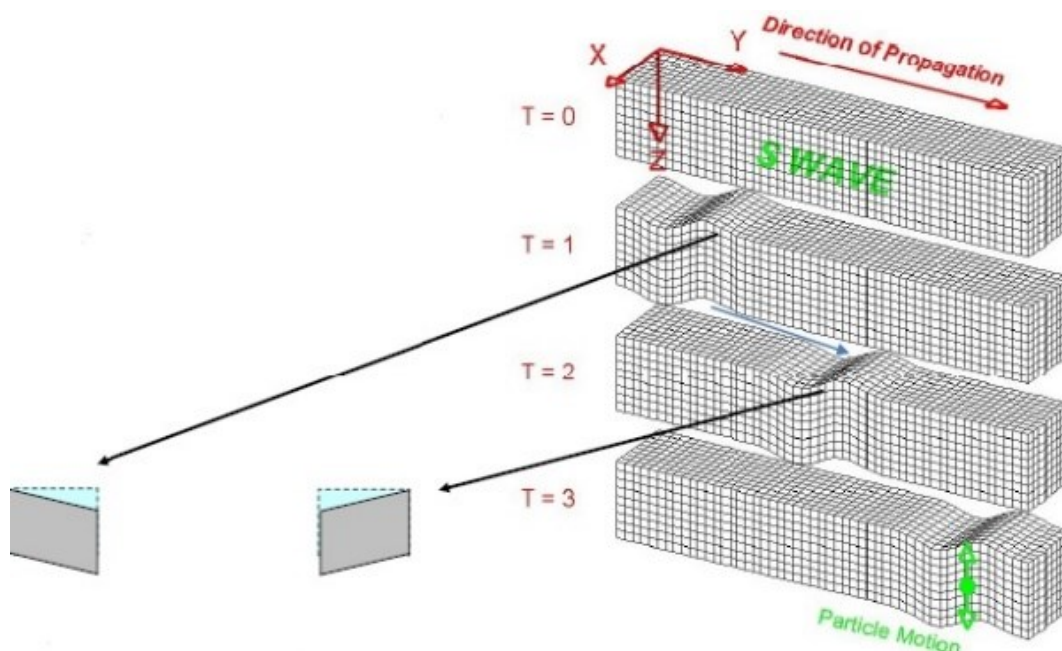 Direction of Propagation
X
Y
Z
T = 0
S WAVE
T = 1
T = 2
T = 3
Particle Motion